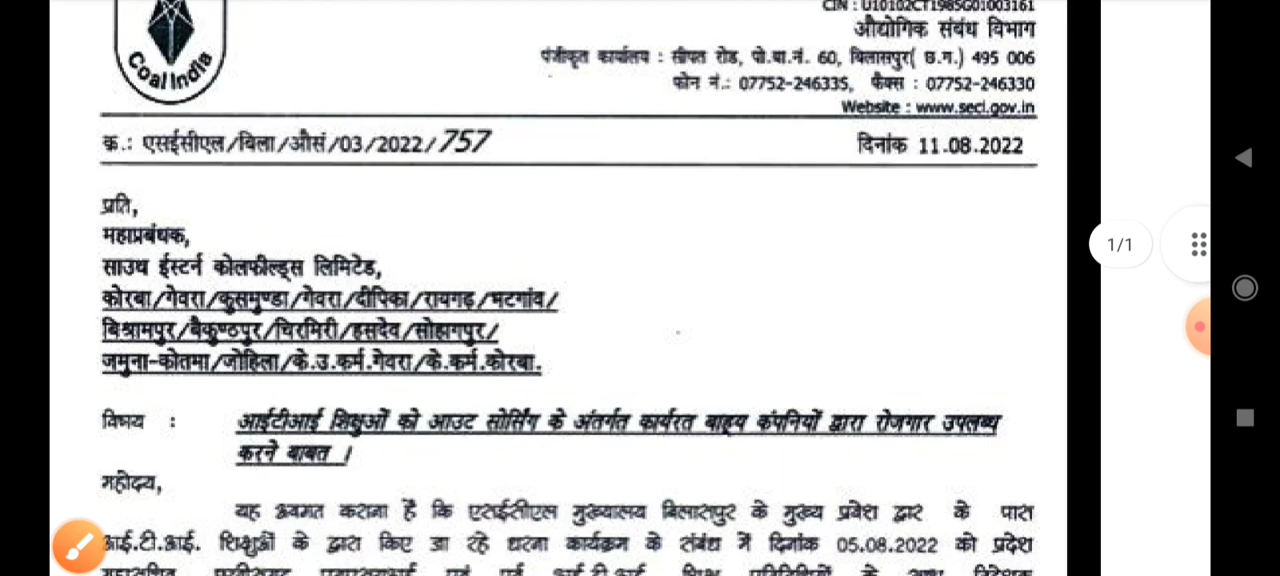 Coal India
CIN : U10102CT1985GO1003161
औद्योगिक संबंध विभाग
पंजीकृत कार्यालय : सीपत रोड, पो.बा.नं. 60, बिलासपुर( छ.ग.) 495 006
फोन नं.: 07752-246335, फैक्स : 07752-246330
Website : www.secl.gov.in
क्र.: एसईसीएल/बिला/औसं/03/2022/757 दिनांक 11.08.2022
प्रति,
महाप्रबंधक,
साउथ ईस्टर्न कोलफील्ड्स लिमिटेड,
कोरबा/गेवरा/कुसमुण्डा/गेवरा/दीपिका/रायगढ़/भटगांव/
बिश्रामपुर/बैकुण्ठपुर/चिरमिरी/हसदेव/सोहागपुर/
जमुना-कोतमा/जोहिला/के.उ.कर्म.गेवरा/के.कर्म.कोरबा.
विषय : आईटीआई शिक्षुओं को आउट सोर्सिंग के अंतर्गत कार्यरत बाह्य कंपनियों द्वारा रोजगार उपलब्ध
करने बाबत ।
महोदय,
यह अवगत कराना है कि एसईसीएल मुख्यालय बिलासपुर के मुख्य प्रवेश द्वार के पास
आई.टी.आई. शिक्षुओं के द्वारा किए जा रहे धरना कार्यक्रम के संबंध में दिनांक 05.08.2022 को प्रदेश
1/1